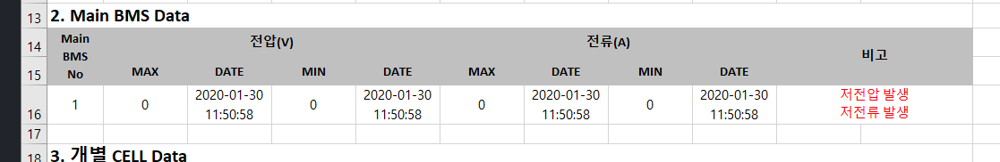 13 2. Main BMS Data
14 Main BMS No 전압(V) 전류(A) 비고
15 MAX DATE MIN DATE MAX DATE MIN DATE
16 1 0 2020-01-30 11:50:58 0 2020-01-30 11:50:58 0 2020-01-30 11:50:58 0 2020-01-30 11:50:58 저전압 발생 저전류 발생
17
18 3. 개별 CELL Data